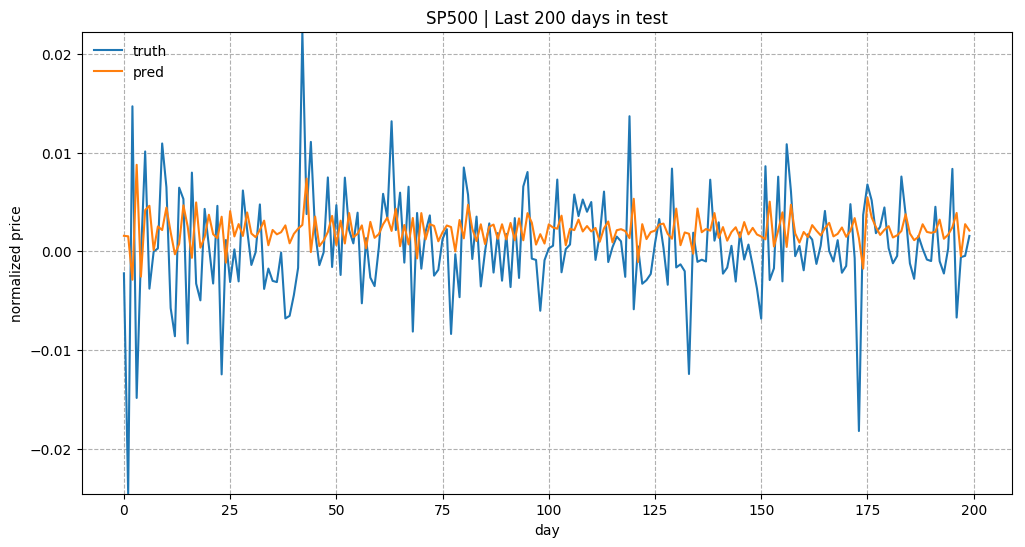 SP500 | Last 200 days in test
truth
pred
0.02
0.01
0.00
−0.01
−0.02
normalized price
0 25 50 75 100 125 150 175 200
day